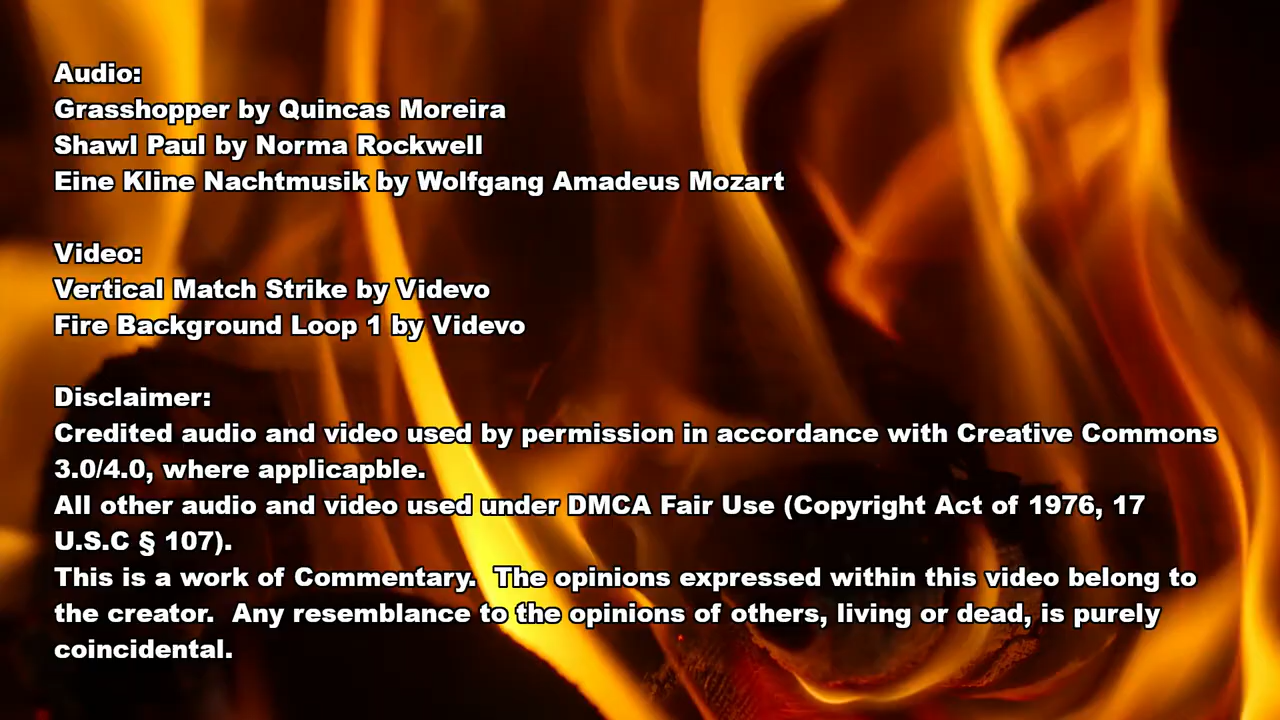 Audio:
Grasshopper by Quincas Moreira
Shawl Paul by Norma Rockwell
Eine Kline Nachtmusik by Wolfgang Amadeus Mozart
Video:
Vertical Match Strike by Videvo
Fire Background Loop 1 by Videvo
Disclaimer:
Credited audio and video used by permission in accordance with Creative Commons
3.0/4.0, where applicapble.
All other audio and video used under DMCA Fair Use (Copyright Act of 1976, 17
U.S.C § 107).
This is a work of Commentary.  The opinions expressed within this video belong to
the creator.  Any resemblance to the opinions of others, living or dead, is purely
coincidental.